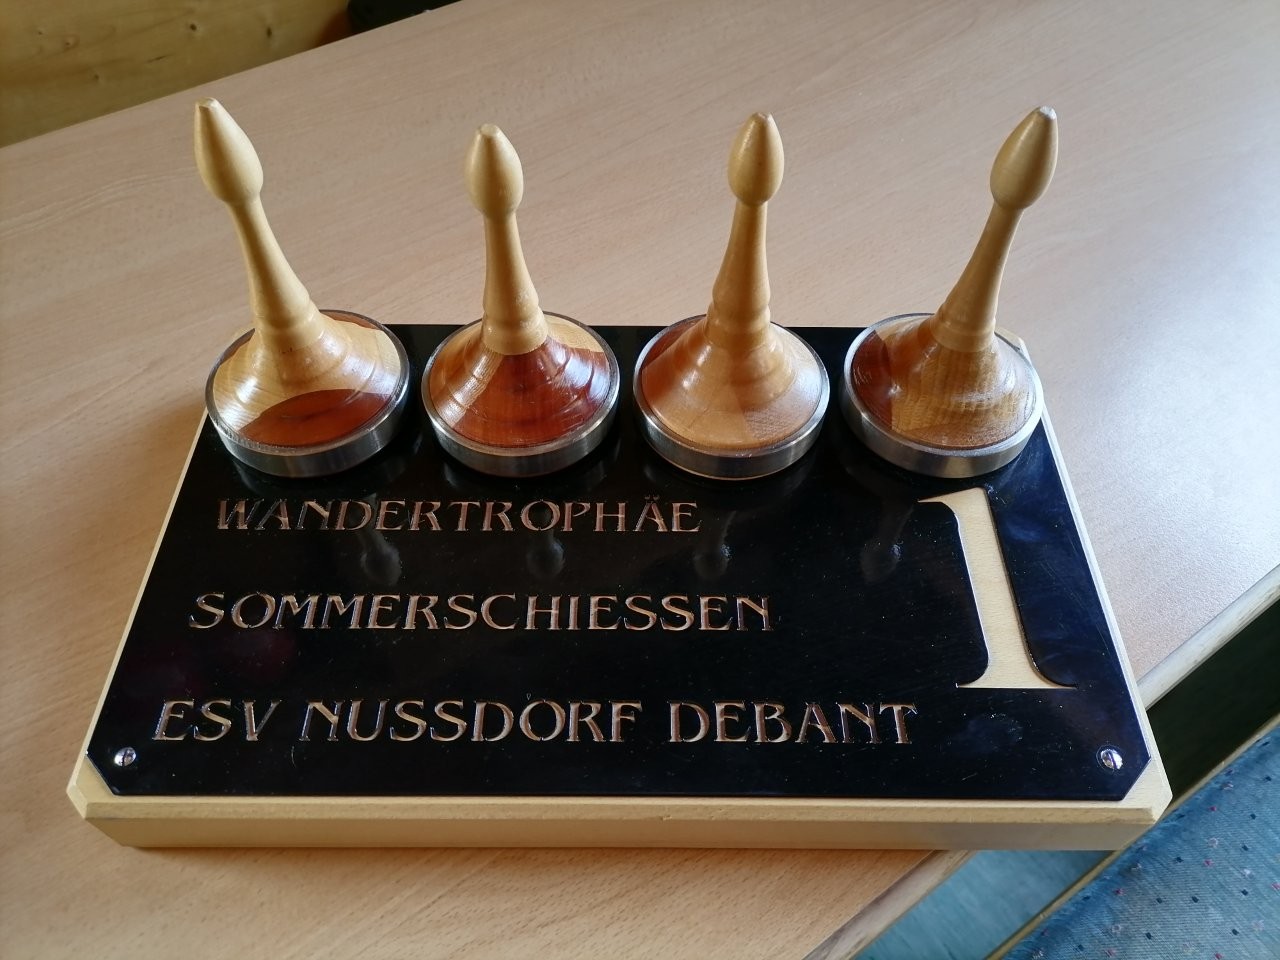 WANDERTROPHÄE
SOMMERSCHIESSEN
1
ESV NUSSDORF DEBANT